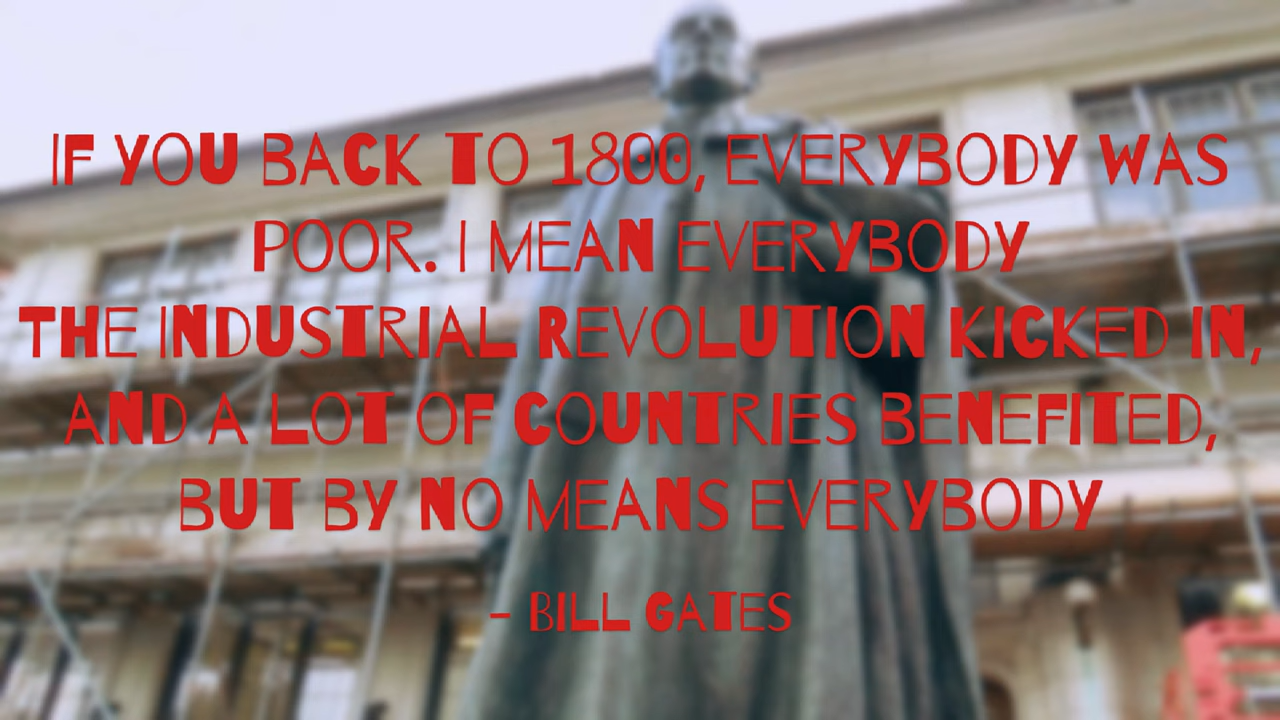 IF YOU BACK TO 1800, EVERYBODY WAS
POOR. I MEAN EVERYBODY
THE INDUSTRIAL REVOLUTION KICKED IN,
AND A LOT OF COUNTRIES BENEFITED,
BUT BY NO MEANS EVERYBODY
- BILL GATES